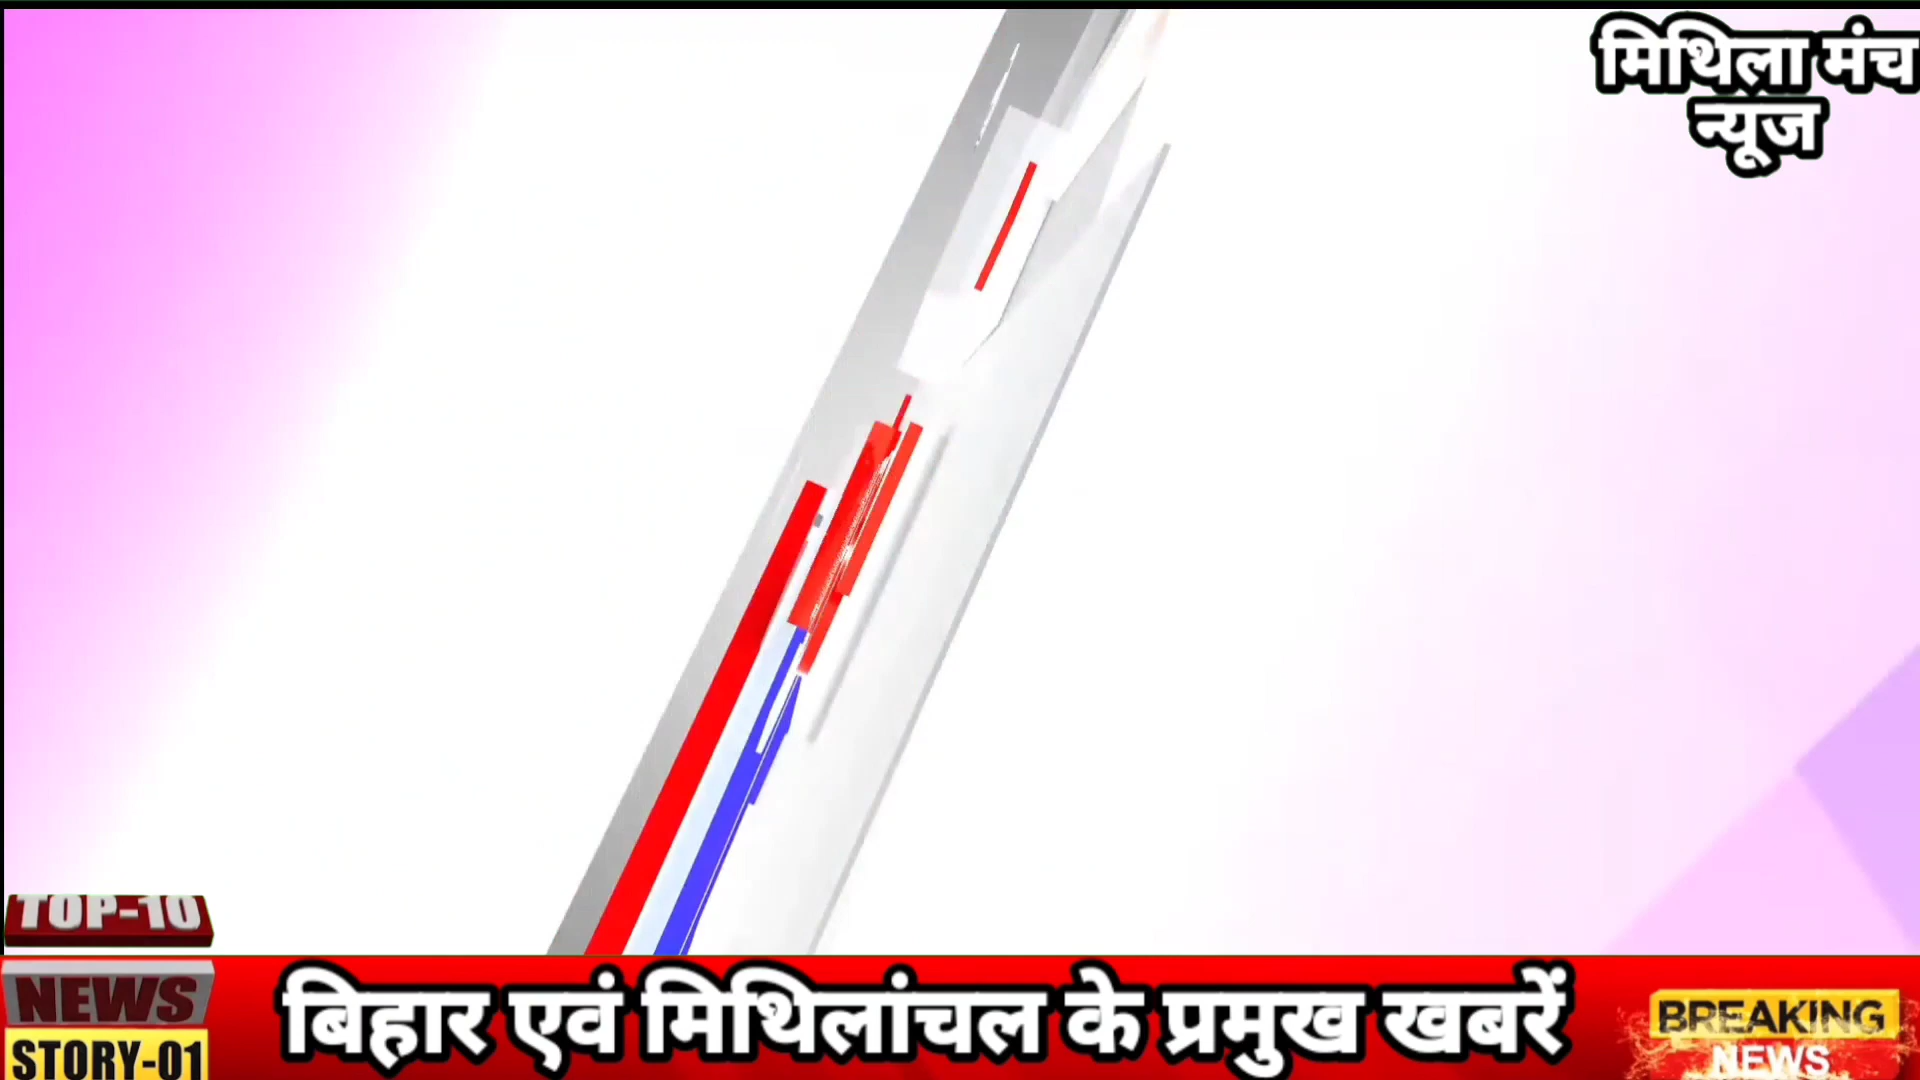 मिथिला मंच
न्यूज
TOP-10
NEWS
STORY-01
बिहार एवं मिथिलांचल के प्रमुख खबरें
BREAKING
NEWS